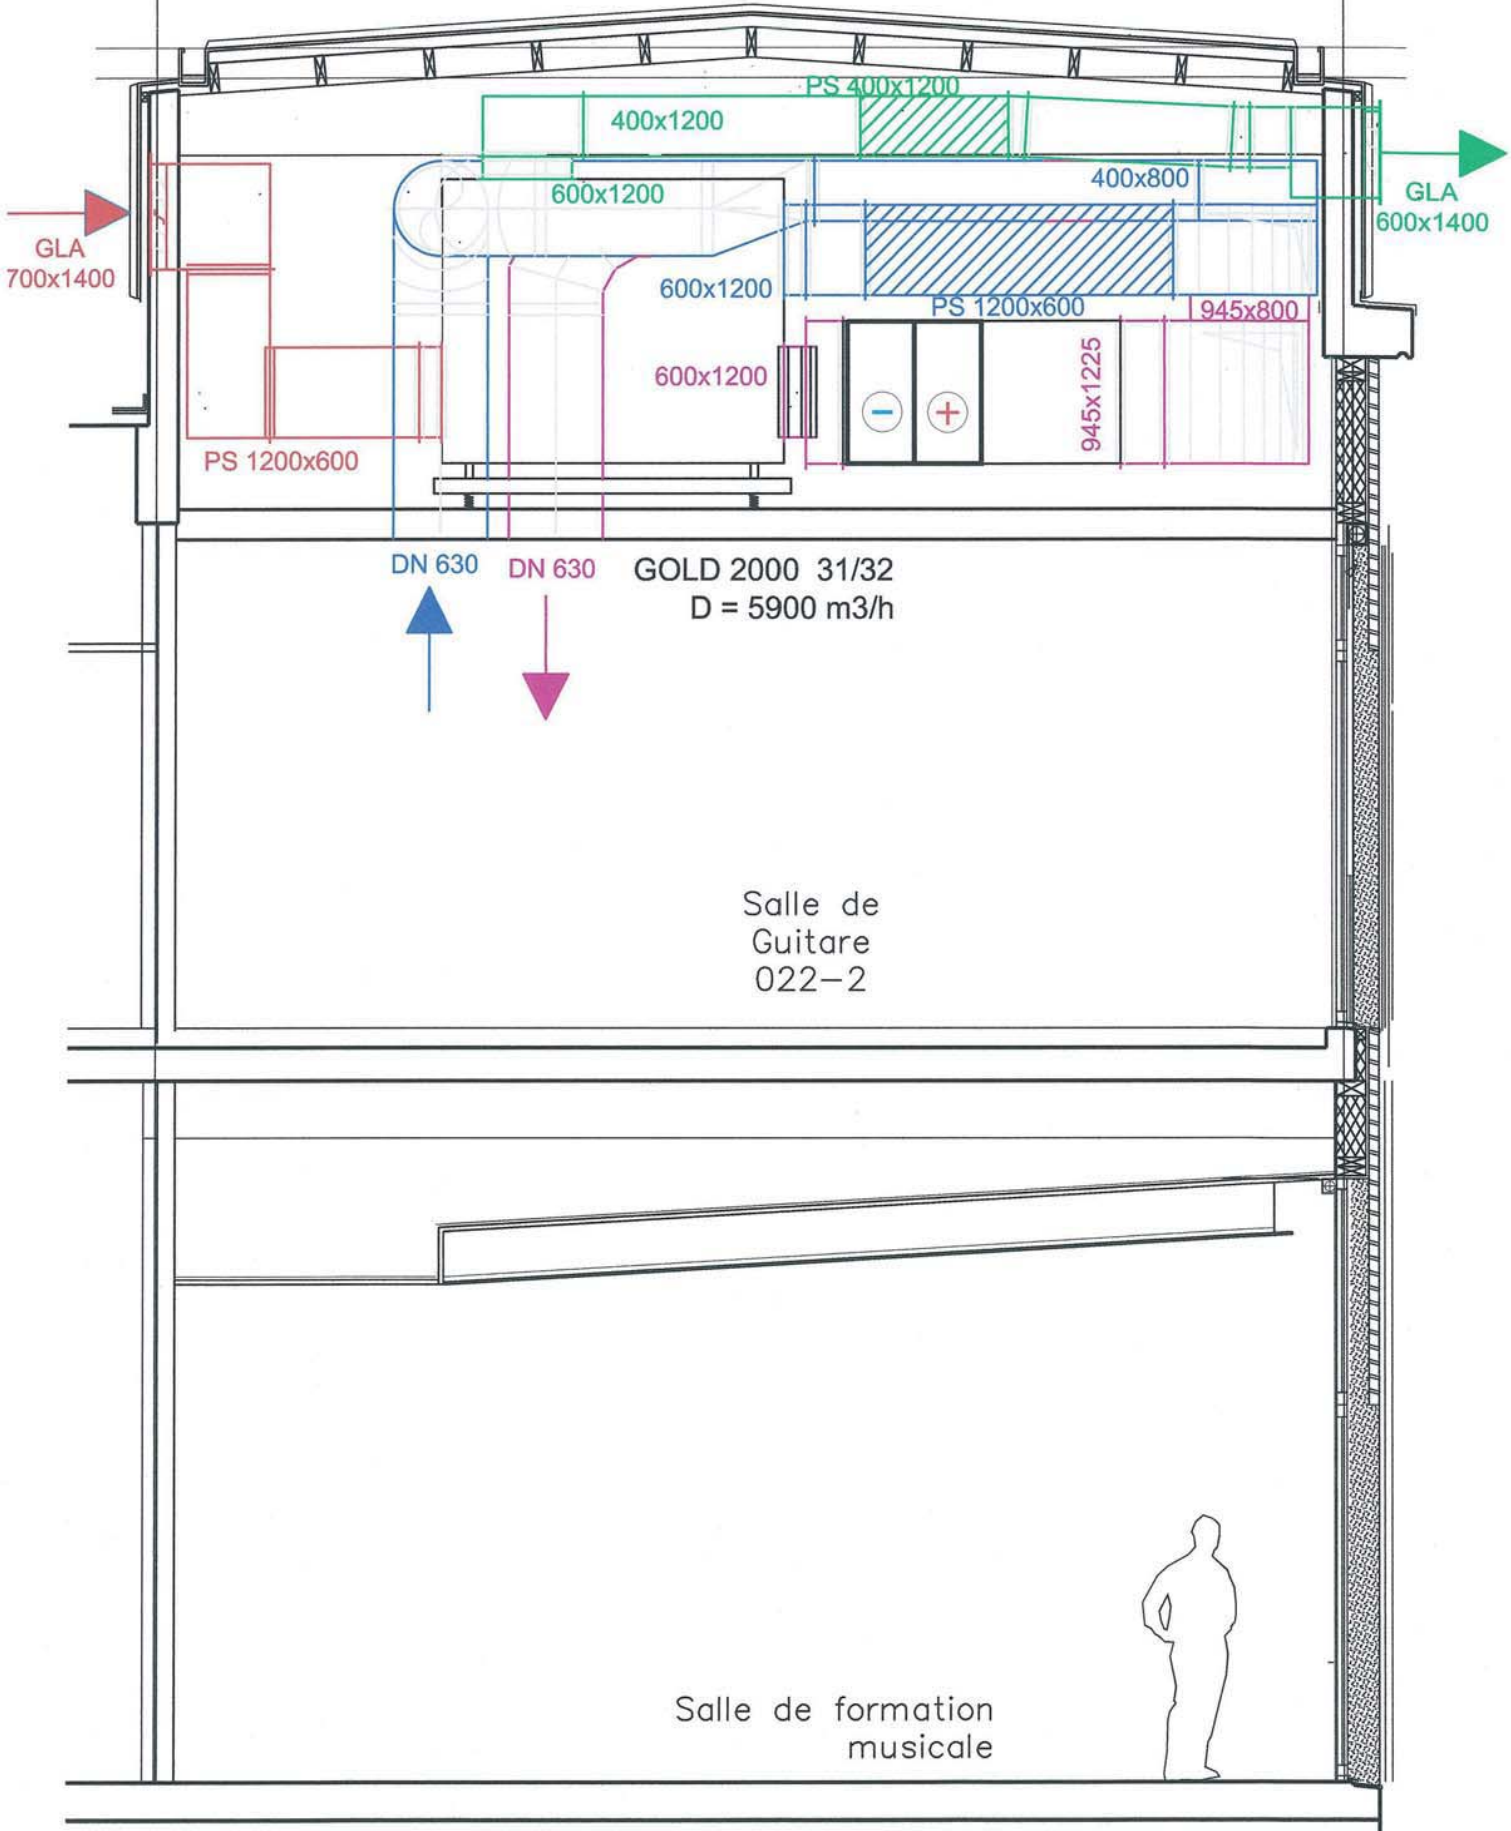 PS 400x1200
400x1200
600x1200
400x800
GLA
600x1400
GLA
700x1400
600x1200
PS 1200x600
945x800
600x1200
945x1225
− +
PS 1200x600
DN 630
DN 630
GOLD 2000 31/32
D = 5900 m3/h
Salle de
Guitare
022-2
Salle de formation
musicale